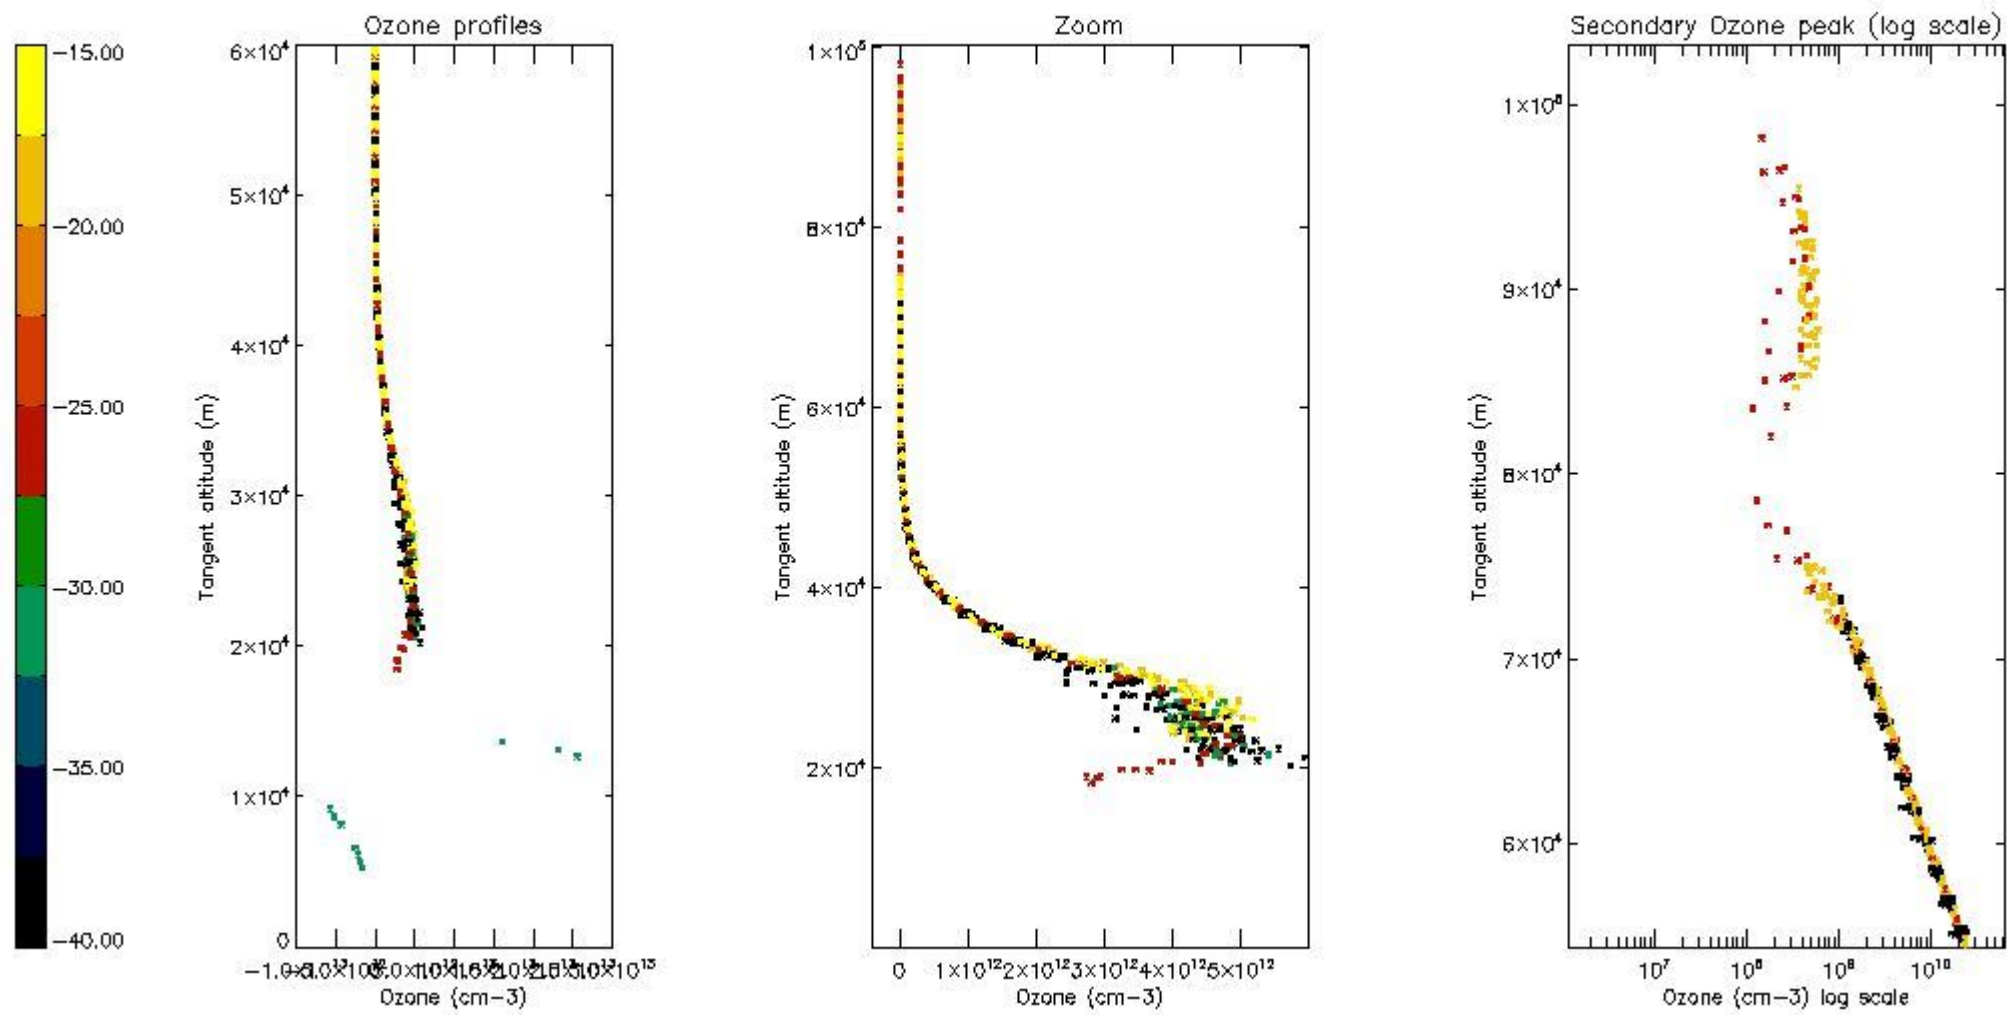 Ozone profiles
Zoom
Secondary Ozone peak (log scale)
−15.00
−20.00
−25.00
−30.00
−35.00
−40.00
6×10⁴
5×10⁴
4×10⁴
3×10⁴
2×10⁴
1×10⁴
0
Tangent altitude (m)
Ozone (cm−3)
1×10⁵
8×10⁴
6×10⁴
4×10⁴
2×10⁴
Tangent altitude (m)
0 1×10¹² 2×10¹² 3×10¹² 4×10¹² 5×10¹²
Ozone (cm−3)
9×10⁴
8×10⁴
7×10⁴
6×10⁴
Tangent altitude (m)
10⁷ 10⁸ 10⁹ 10¹⁰
Ozone (cm−3) log scale